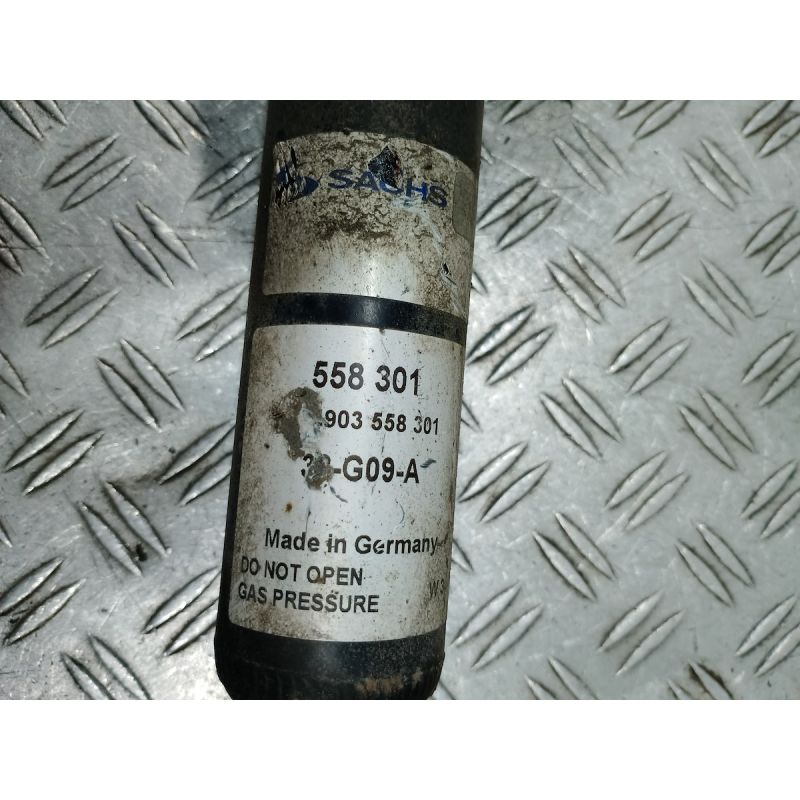 SACHS
558 301
903 558 301
-G09-A
Made in Germany
DO NOT OPEN
GAS PRESSURE